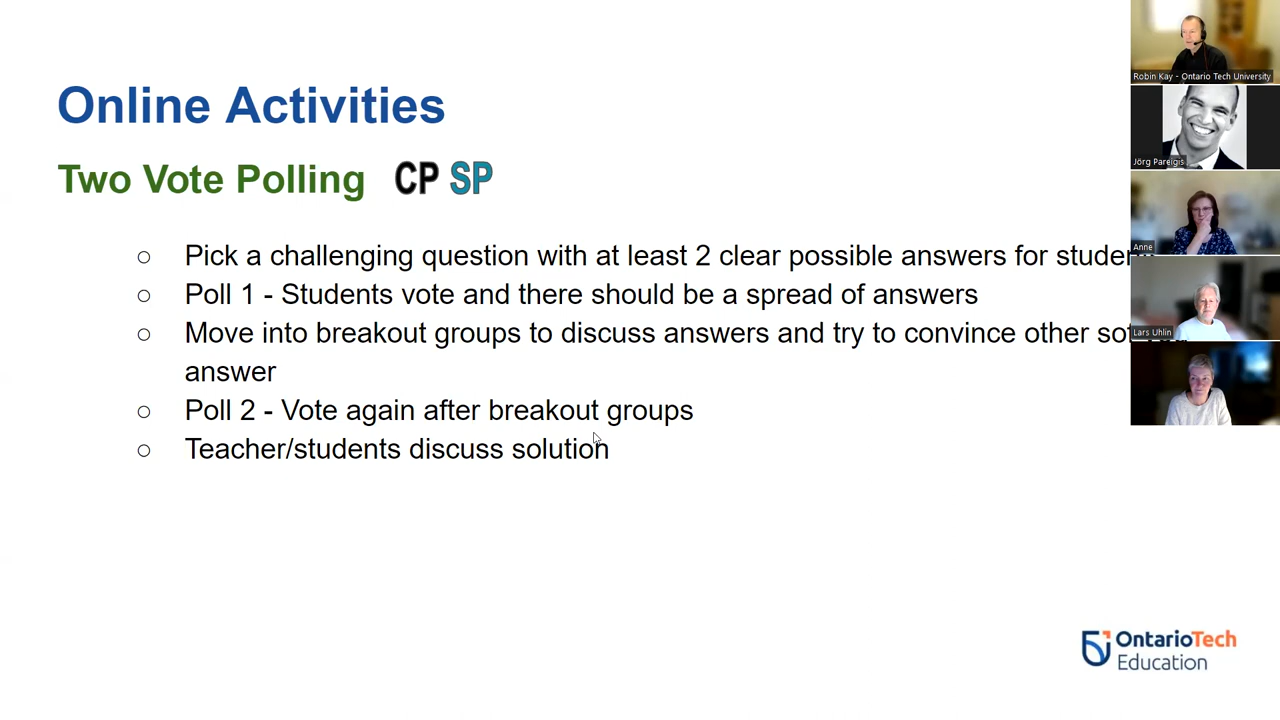 Online Activities
Two Vote Polling CP SP
○ Pick a challenging question with at least 2 clear possible answers for
○ Poll 1 - Students vote and there should be a spread of answers
○ Move into breakout groups to discuss answers and try to convince other
answer
○ Poll 2 - Vote again after breakout groups
○ Teacher/students discuss solution
Robin Kay - Ontario Tech University
Jörg Pareigis
Anne
Lars Uhlin
OntarioTech
Education